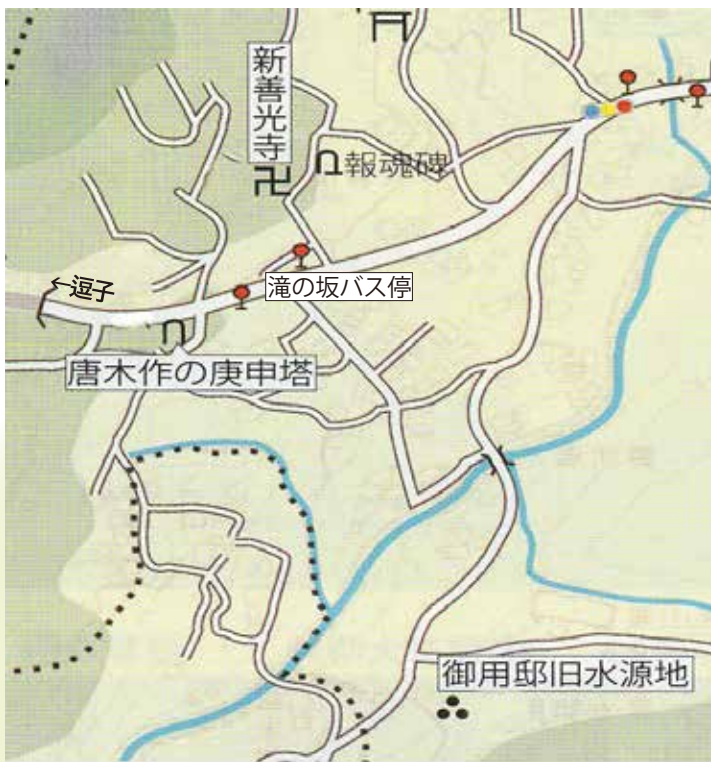 新善光寺
報魂碑
←逗子
滝の坂バス停
唐木作の庚申塔
御用邸旧水源地